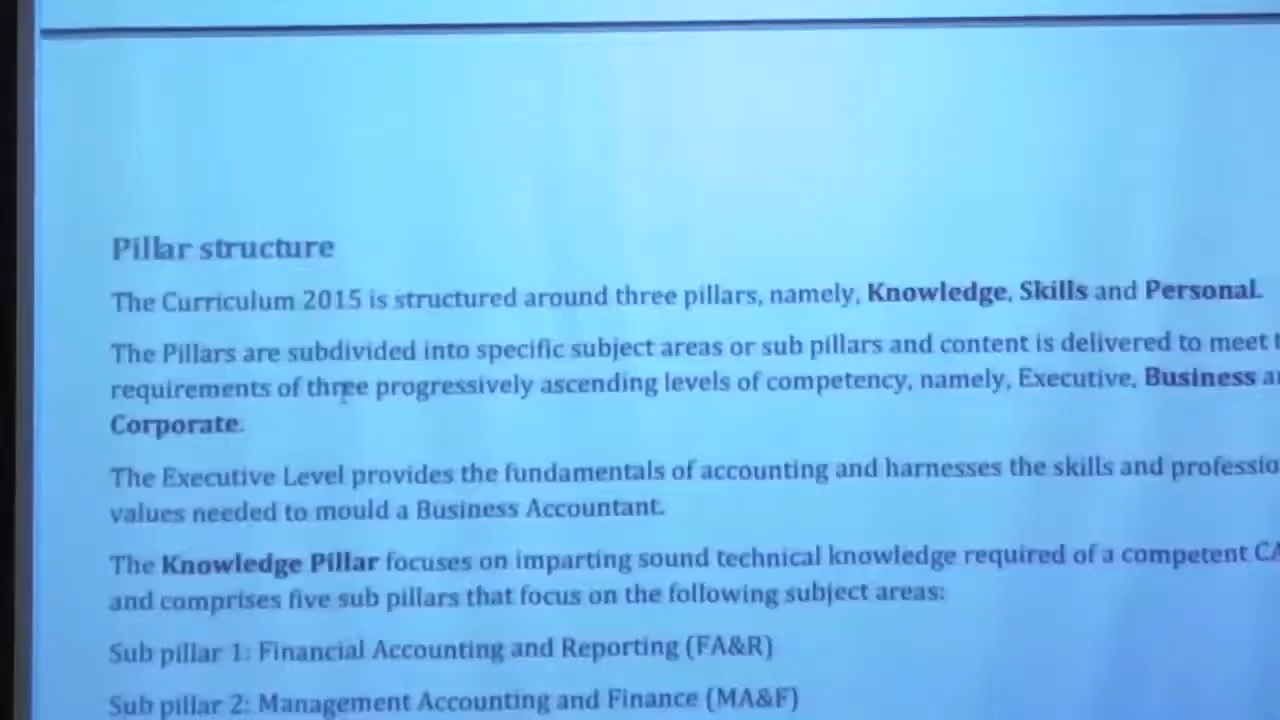 Pillar structure
The Curriculum 2015 is structured around three pillars, namely, Knowledge, Skills and Personal.
The Pillars are subdivided into specific subject areas or sub pillars and content is delivered to meet
requirements of three progressively ascending levels of competency, namely, Executive, Business
Corporate.
The Executive Level provides the fundamentals of accounting and harnesses the skills and
values needed to mould a Business Accountant.
The Knowledge Pillar focuses on imparting sound technical knowledge required of a competent
and comprises five sub pillars that focus on the following subject areas:
Sub pillar 1: Financial Accounting and Reporting (FA&R)
Sub pillar 2: Management Accounting and Finance (MA&F)